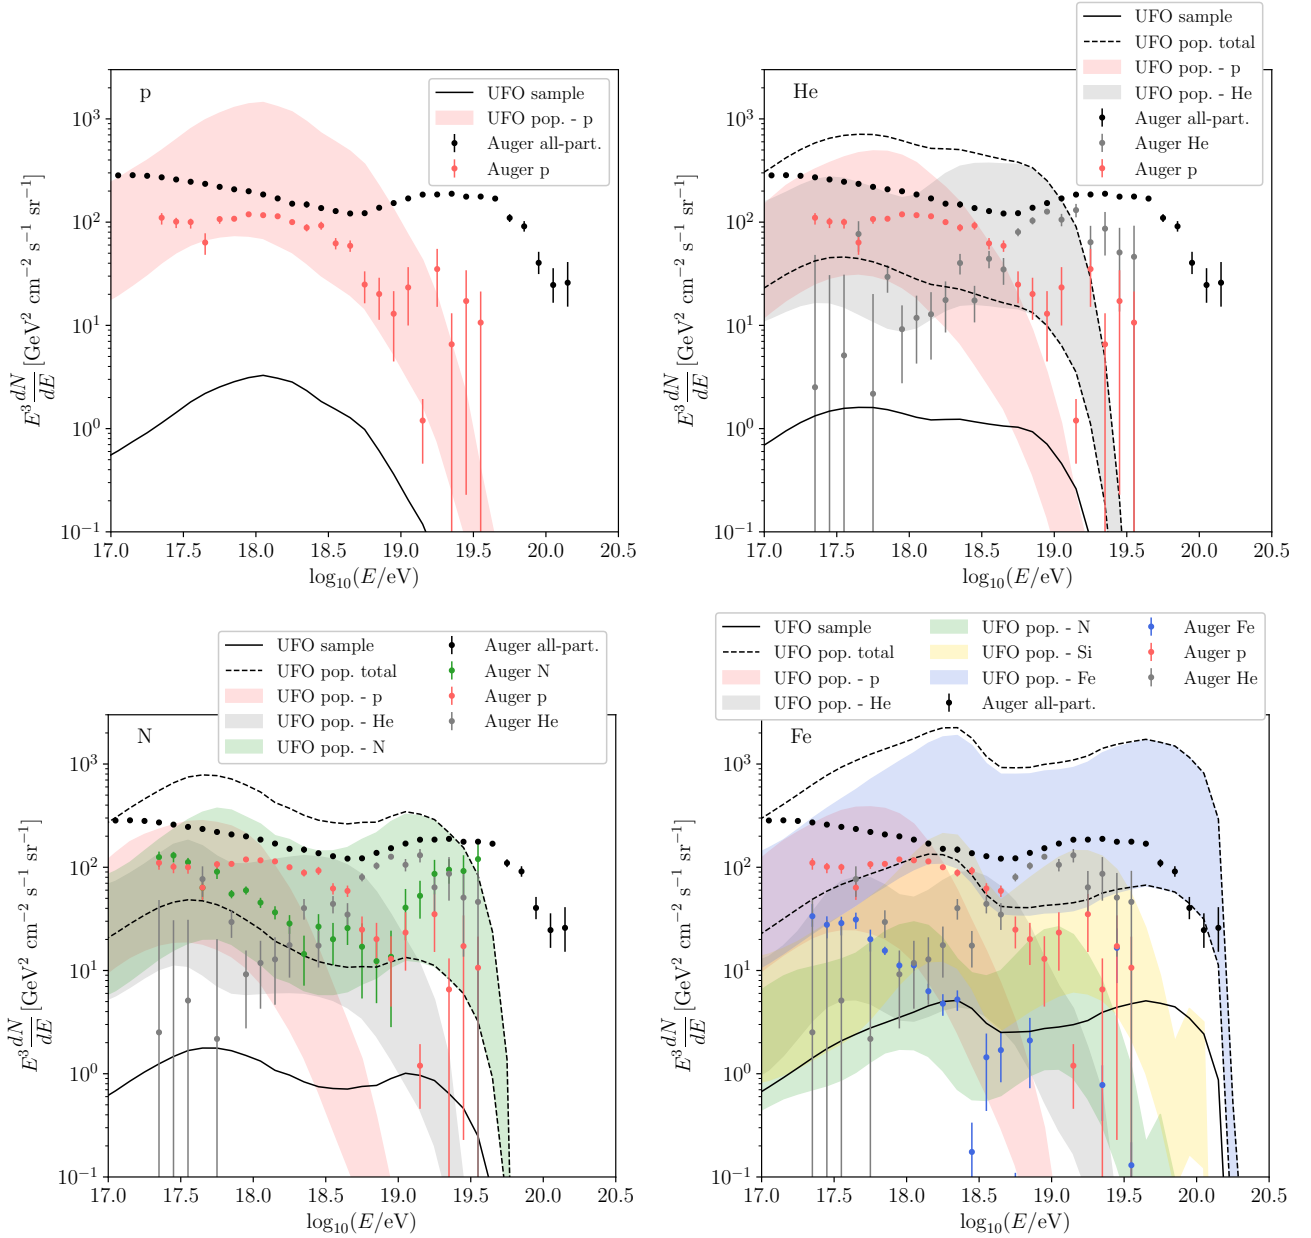 UFO sample
UFO pop. - p
Auger all-part.
Auger p
p
10³
10²
10¹
10⁰
10⁻¹
E³ dN/dE [GeV² cm⁻² s⁻¹ sr⁻¹]
17.0 17.5 18.0 18.5 19.0 19.5 20.0 20.5
log₁₀(E/eV)
UFO sample
UFO pop. total
UFO pop. - p
UFO pop. - He
Auger all-part.
Auger He
Auger p
He
10³
10²
10¹
10⁰
10⁻¹
E³ dN/dE [GeV² cm⁻² s⁻¹ sr⁻¹]
17.0 17.5 18.0 18.5 19.0 19.5 20.0 20.5
log₁₀(E/eV)
UFO sample
UFO pop. total
UFO pop. - p
UFO pop. - He
UFO pop. - N
Auger all-part.
Auger N
Auger p
Auger He
N
10³
10²
10¹
10⁰
10⁻¹
E³ dN/dE [GeV² cm⁻² s⁻¹ sr⁻¹]
17.0 17.5 18.0 18.5 19.0 19.5 20.0 20.5
log₁₀(E/eV)
UFO sample
UFO pop. total
UFO pop. - p
UFO pop. - He
UFO pop. - N
UFO pop. - Si
UFO pop. - Fe
Auger all-part.
Auger Fe
Auger p
Auger He
Fe
10³
10²
10¹
10⁰
10⁻¹
E³ dN/dE [GeV² cm⁻² s⁻¹ sr⁻¹]
17.0 17.5 18.0 18.5 19.0 19.5 20.0 20.5
log₁₀(E/eV)